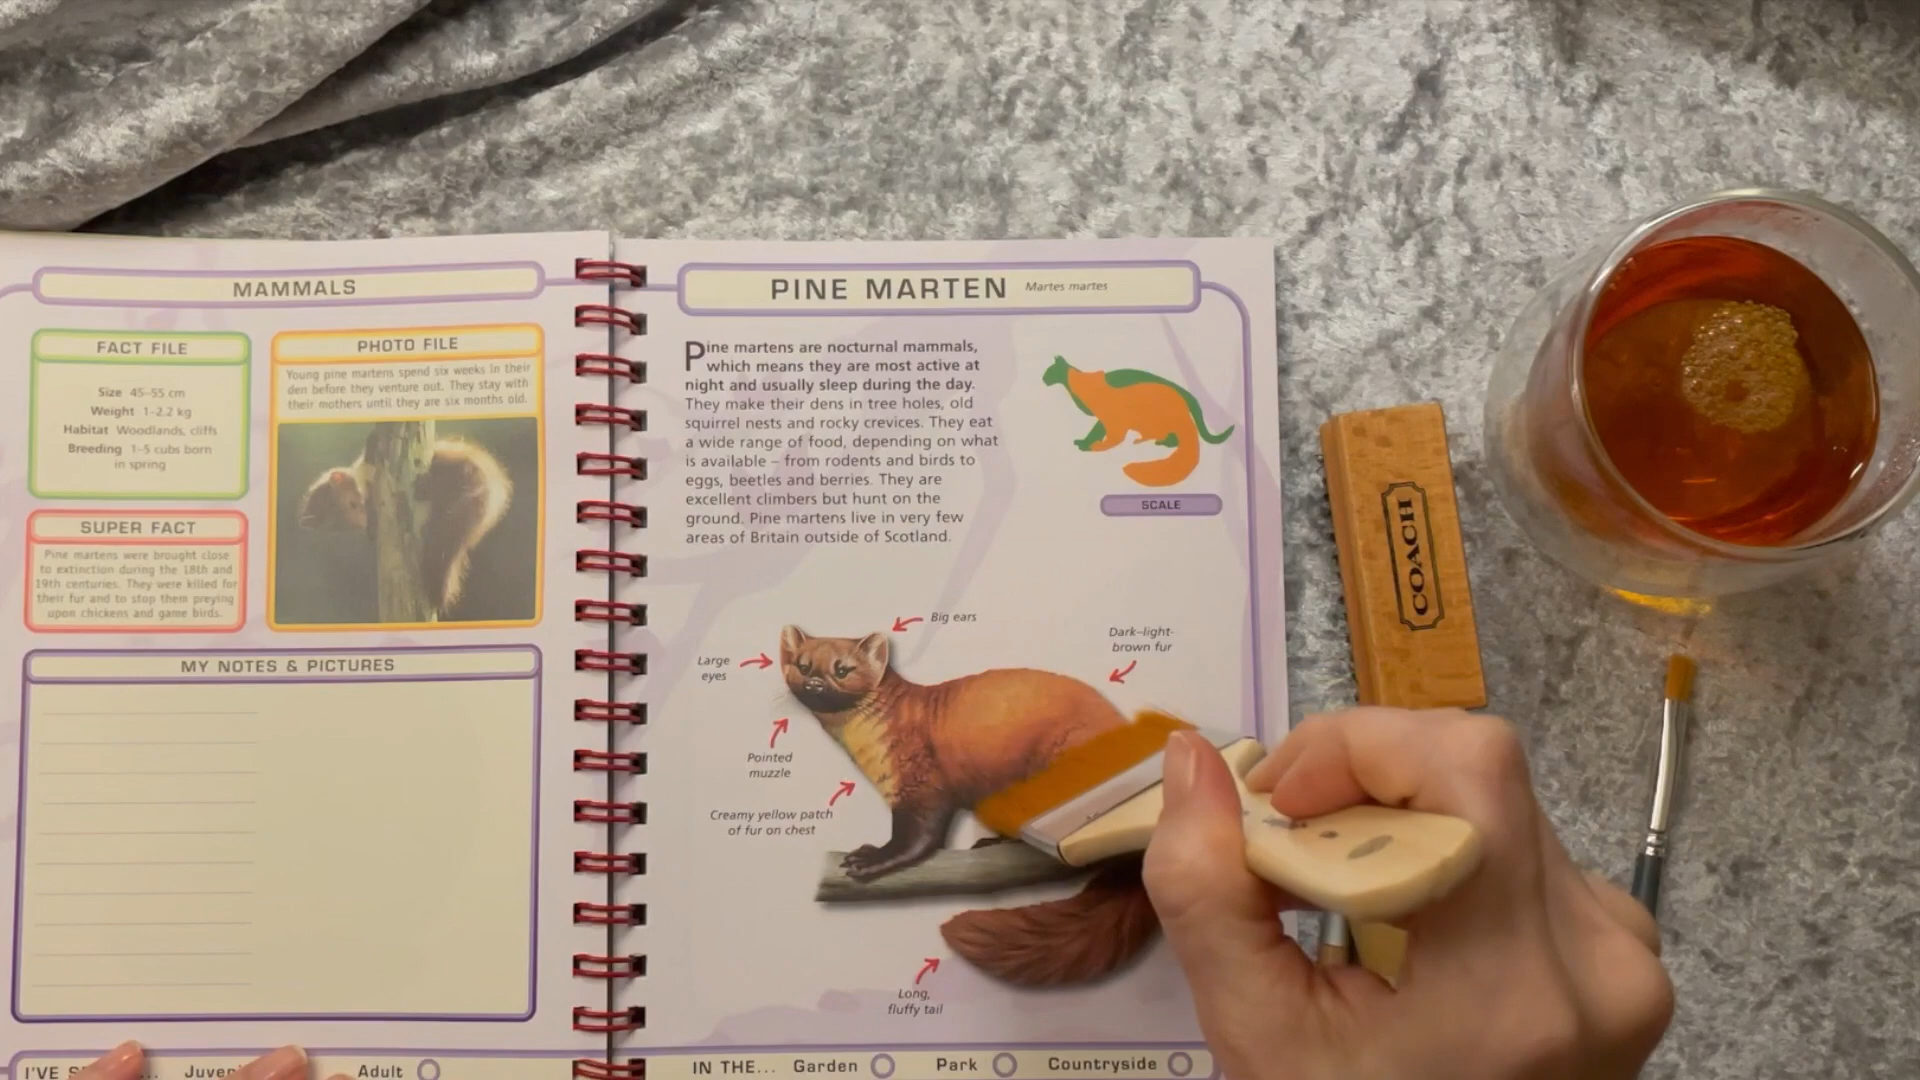 MAMMALS
FACT FILE
Size 45–55 cm
Weight 1–2.2 kg
Habitat Woodlands, cliffs
Breeding 1–5 cubs born
in spring
SUPER FACT
Pine martens were brought close
to extinction during the 18th and
19th centuries. They were killed for
their fur and to stop them preying
upon chickens and game birds.
PHOTO FILE
Young pine martens spend six weeks in their
den before they venture out. They stay with
their mothers until they are six months old.
MY NOTES & PICTURES
I'VE
Adult
PINE MARTEN Martes martes
Pine martens are nocturnal mammals,
which means they are most active at
night and usually sleep during the day.
They make their dens in tree holes, old
squirrel nests and rocky crevices. They eat
a wide range of food, depending on what
is available – from rodents and birds to
eggs, beetles and berries. They are
excellent climbers but hunt on the
ground. Pine martens live in very few
areas of Britain outside of Scotland.
SCALE
Big ears
Large
eyes
Dark–light-
brown fur
Pointed
muzzle
Creamy yellow patch
of fur on chest
Long,
fluffy tail
IN THE... Garden Park Countryside
COACH